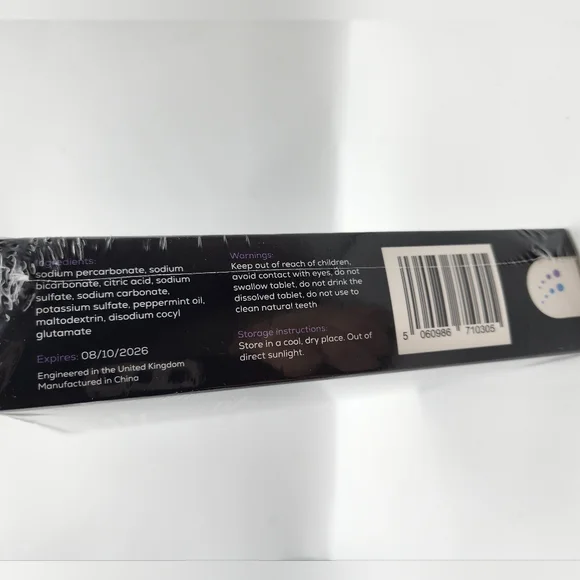 Ingredients:
sodium percarbonate, sodium
bicarbonate, citric acid, sodium
sulfate, sodium carbonate,
potassium sulfate, peppermint oil,
maltodextrin, disodium cocyl
glutamate
Expires: 08/10/2026
Engineered in the United Kingdom
Manufactured in China
Warnings:
Keep out of reach of children,
avoid contact with eyes, do not
swallow tablet, do not drink the
dissolved tablet, do not use to
clean natural teeth
Storage instructions:
Store in a cool, dry place. Out of
direct sunlight.
5 060986 710305